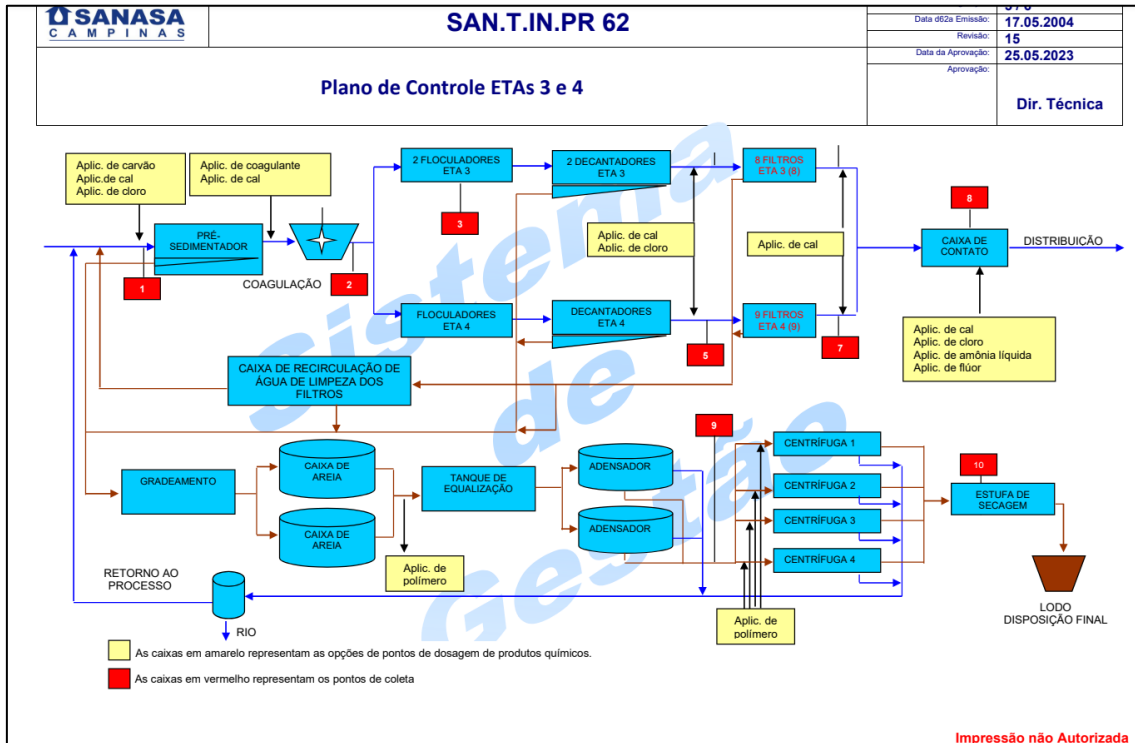 SANASA
CAMPINAS
SAN.T.IN.PR 62
Data d62a Emissão:
17.05.2004
Revisão:
15
Data da Aprovação:
25.05.2023
Aprovação:
Dir. Técnica
Plano de Controle ETAs 3 e 4
Aplic. de carvão
Aplic.de cal
Aplic. de cloro
Aplic. de coagulante
Aplic. de cal
2 FLOCULADORES
ETA 3
2 DECANTADORES
ETA 3
8 FILTROS
ETA 3 (8)
PRÉ-
SEDIMENTADOR
1
COAGULAÇÃO
2
3
Aplic. de cal
Aplic. de cloro
Aplic. de cal
8
CAIXA DE
CONTATO
DISTRIBUIÇÃO
FLOCULADORES
ETA 4
DECANTADORES
ETA 4
5
9 FILTROS
ETA 4 (9)
7
Aplic. de cal
Aplic. de cloro
Aplic. de amônia líquida
Aplic. de flúor
CAIXA DE RECIRCULAÇÃO DE
ÁGUA DE LIMPEZA DOS
FILTROS
GRADEAMENTO
CAIXA DE
AREIA
CAIXA DE
AREIA
TANQUE DE
EQUALIZAÇÃO
ADENSADOR
ADENSADOR
9
CENTRÍFUGA 1
CENTRÍFUGA 2
CENTRÍFUGA 3
CENTRÍFUGA 4
10
ESTUFA DE
SECAGEM
Aplic. de
polímero
Aplic. de
polímero
LODO
DISPOSIÇÃO FINAL
RETORNO AO
PROCESSO
RIO
As caixas em amarelo representam as opções de pontos de dosagem de produtos químicos.
As caixas em vermelho representam os pontos de coleta
Sistema
de
Gestão
Impressão não Autorizada